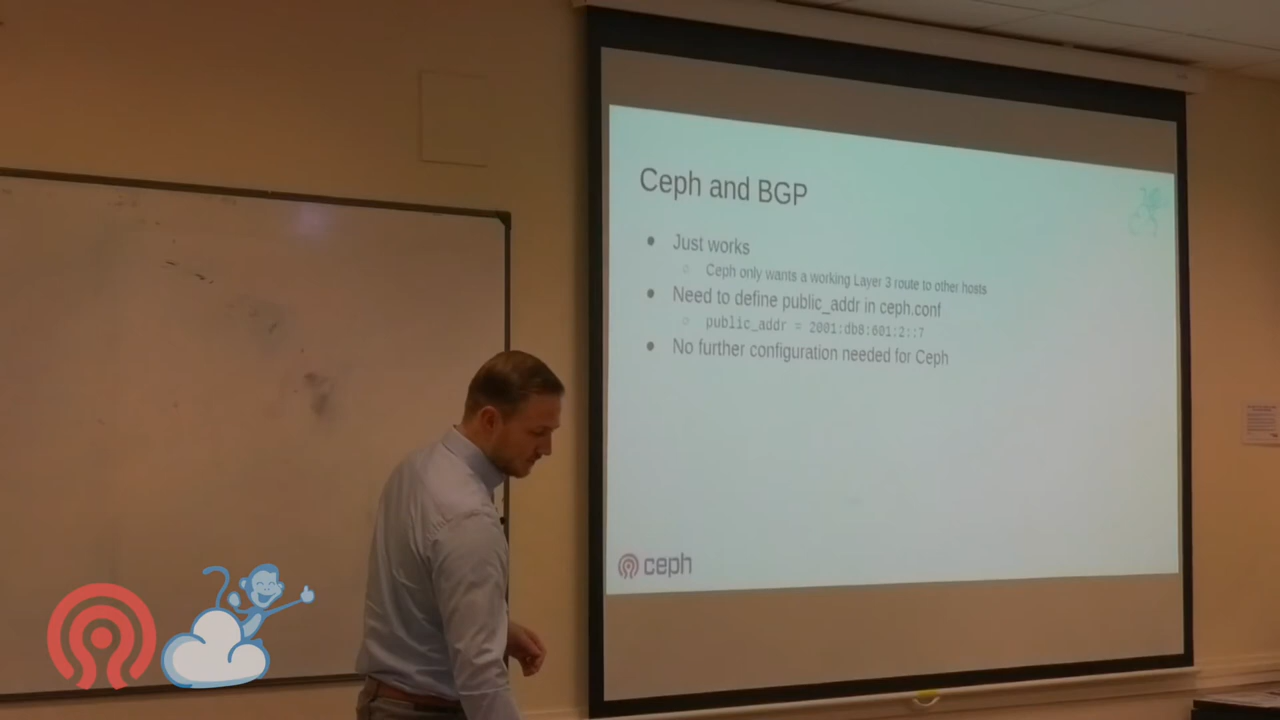 Ceph and BGP
Just works
Ceph only wants a working Layer 3 route to other hosts
Need to define public_addr in ceph.conf
public_addr = 2001:db8:601:2::7
No further configuration needed for Ceph
ceph